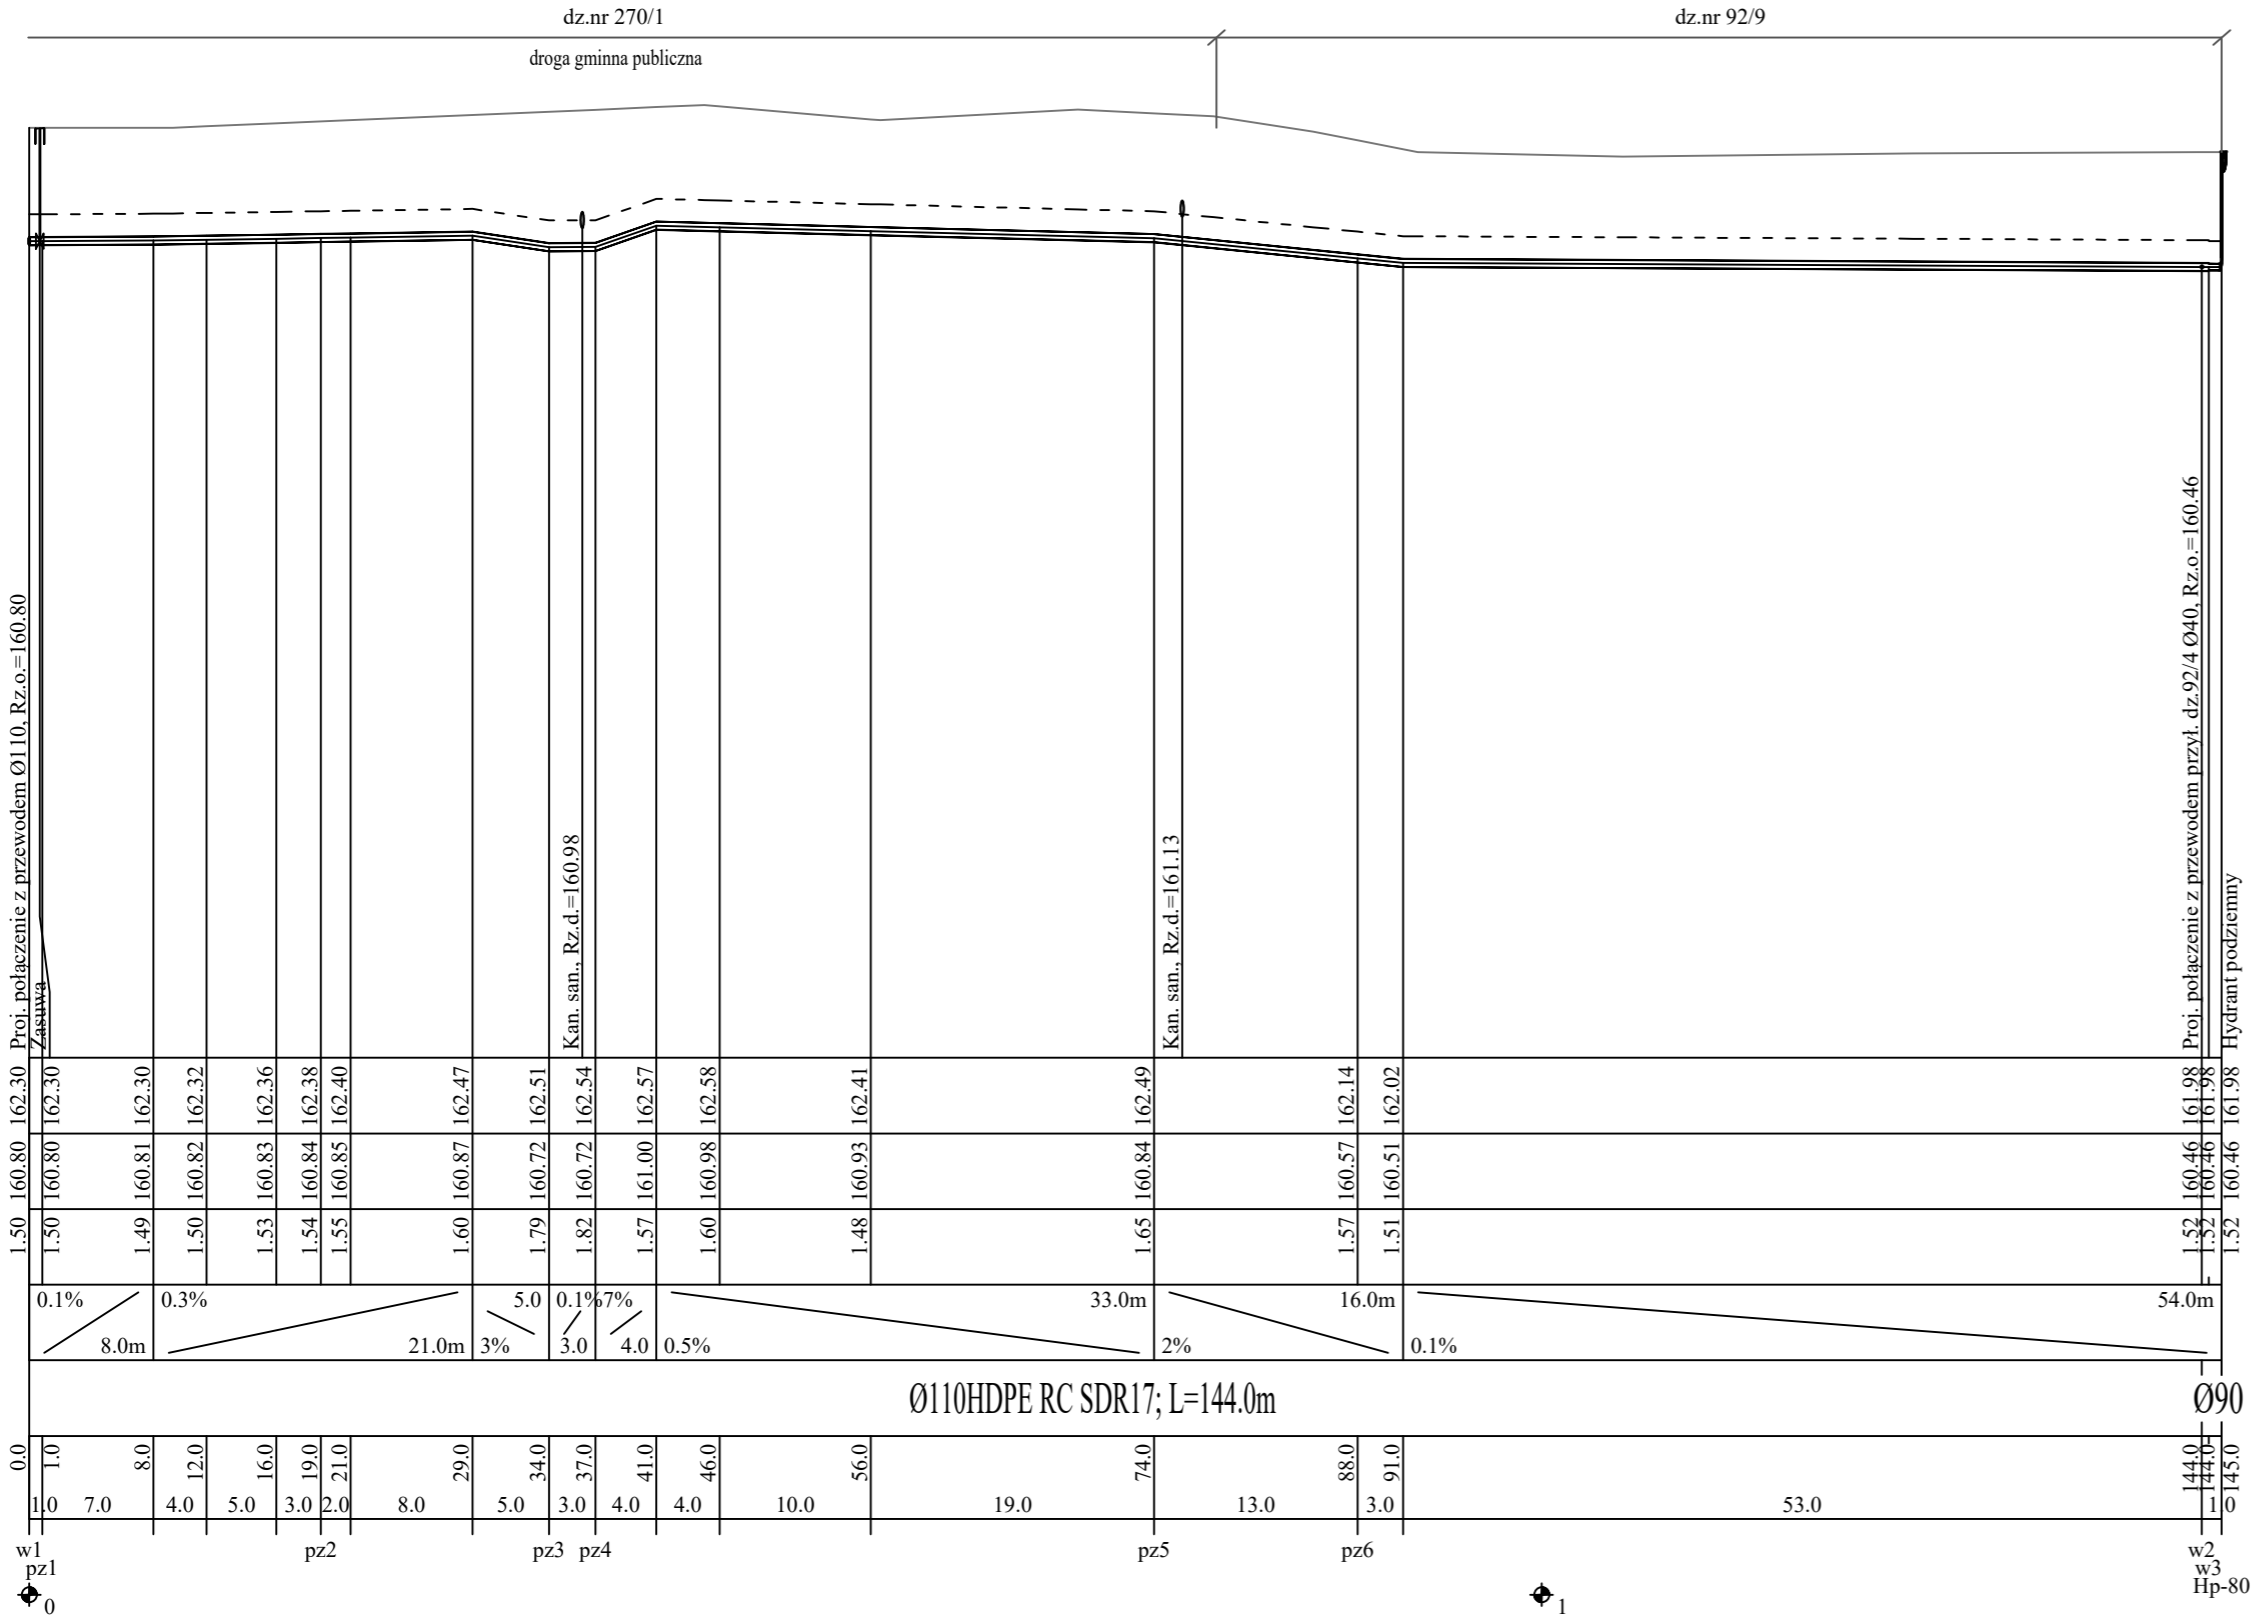 dz.nr 270/1
dz.nr 92/9
droga gminna publiczna
Proj. połączenie z przewodem Ø110, Rz.o.=160.80
Zasuwa
Kan. san., Rz.d.=160.98
Kan. san., Rz.d.=161.13
Proj. połączenie z przewodem przył. dz.92/4 Ø40, Rz.o.=160.46
Hydrant podziemny
162.30 162.30 162.30 162.32 162.36 162.38 162.40 162.47 162.51 162.54 162.57 162.58 162.41 162.49 162.14 162.02 161.98 161.98 161.98
160.80 160.80 160.81 160.82 160.83 160.84 160.85 160.87 160.72 160.72 161.00 160.98 160.93 160.84 160.57 160.51 160.46 160.46 160.46
1.50 1.50 1.49 1.50 1.53 1.54 1.55 1.60 1.79 1.82 1.57 1.60 1.48 1.65 1.57 1.51 1.52 1.52 1.52
0.1% 0.3% 5.0 0.1% 7% 33.0m 16.0m 54.0m
8.0m 21.0m 3% 3.0 4.0 0.5% 2% 0.1%
Ø110HDPE RC SDR17; L=144.0m Ø90
0.0 1.0 8.0 12.0 16.0 19.0 21.0 29.0 34.0 37.0 41.0 46.0 56.0 74.0 88.0 91.0 144.0 144.0 145.0
1.0 7.0 4.0 5.0 3.0 2.0 8.0 5.0 3.0 4.0 4.0 10.0 19.0 13.0 3.0 53.0 1.0
w1 pz2 pz3 pz4 pz5 pz6 w2
pz1 w3
Hp-80
0 1